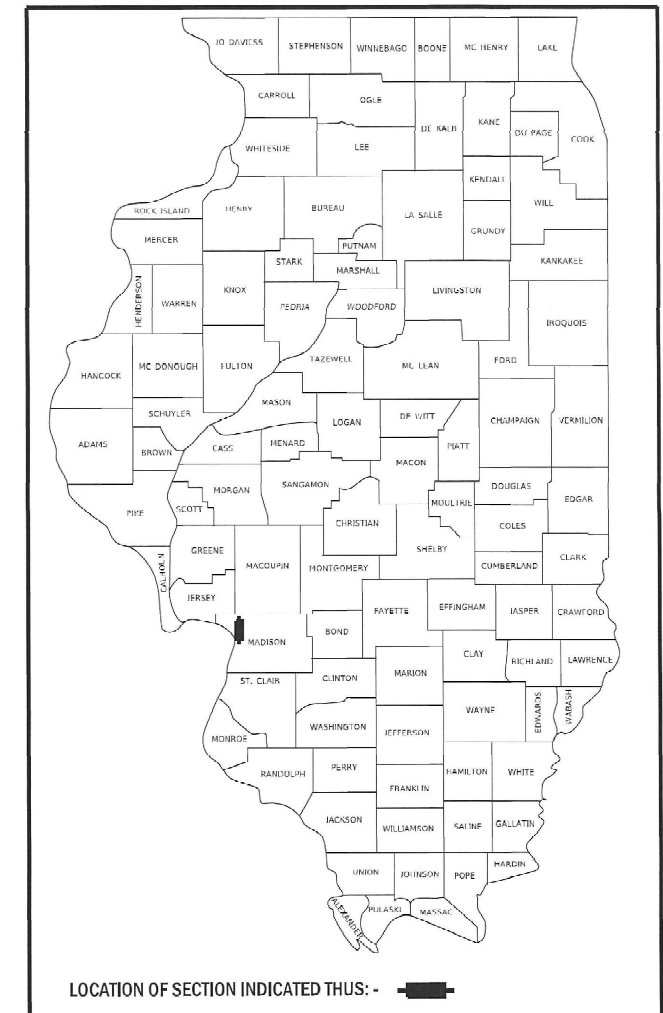 JO DAVIESS STEPHENSON WINNEBAGO BOONE MC HENRY LAKE
CARROLL OGLE DE KALB KANE DU PAGE COOK
WHITESIDE LEE
KENDALL
ROCK ISLAND HENRY BUREAU LA SALLE WILL
GRUNDY
MERCER PUTNAM
STARK KANKAKEE
MARSHALL
HENDERSON WARREN KNOX PEORIA WOODFORD LIVINGSTON
IROQUOIS
HANCOCK MC DONOUGH FULTON TAZEWELL MC LEAN FORD
MASON
SCHUYLER LOGAN DE WITT CHAMPAIGN VERMILION
ADAMS BROWN CASS MENARD PIATT
MACON
MORGAN SANGAMON DOUGLAS
PIKE SCOTT MOULTRIE EDGAR
CHRISTIAN COLES
GREENE SHELBY
CALHOUN MACOUPIN MONTGOMERY CUMBERLAND CLARK
JERSEY FAYETTE EFFINGHAM JASPER CRAWFORD
MADISON BOND
CLAY RICHLAND LAWRENCE
ST. CLAIR CLINTON MARION
WAYNE EDWARDS WABASH
MONROE WASHINGTON JEFFERSON
RANDOLPH PERRY HAMILTON WHITE
FRANKLIN
JACKSON WILLIAMSON SALINE GALLATIN
UNION JOHNSON POPE HARDIN
ALEXANDER PULASKI MASSAC
LOCATION OF SECTION INDICATED THUS: -